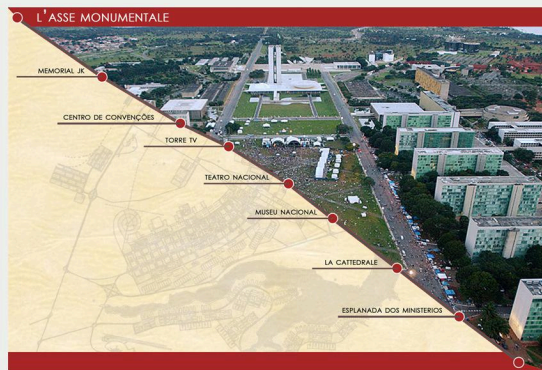 L'ASSE MONUMENTALE
MEMORIAL JK
CENTRO DE CONVENÇÕES
TORRE TV
TEATRO NACIONAL
MUSEU NACIONAL
LA CATTEDRALE
ESPLANADA DOS MINISTERIOS